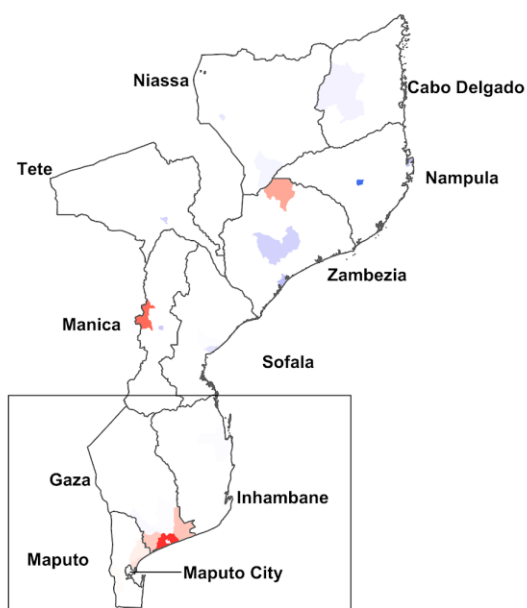 Niassa
Cabo Delgado
Tete
Nampula
Zambezia
Manica
Sofala
Gaza
Inhambane
Maputo
Maputo City